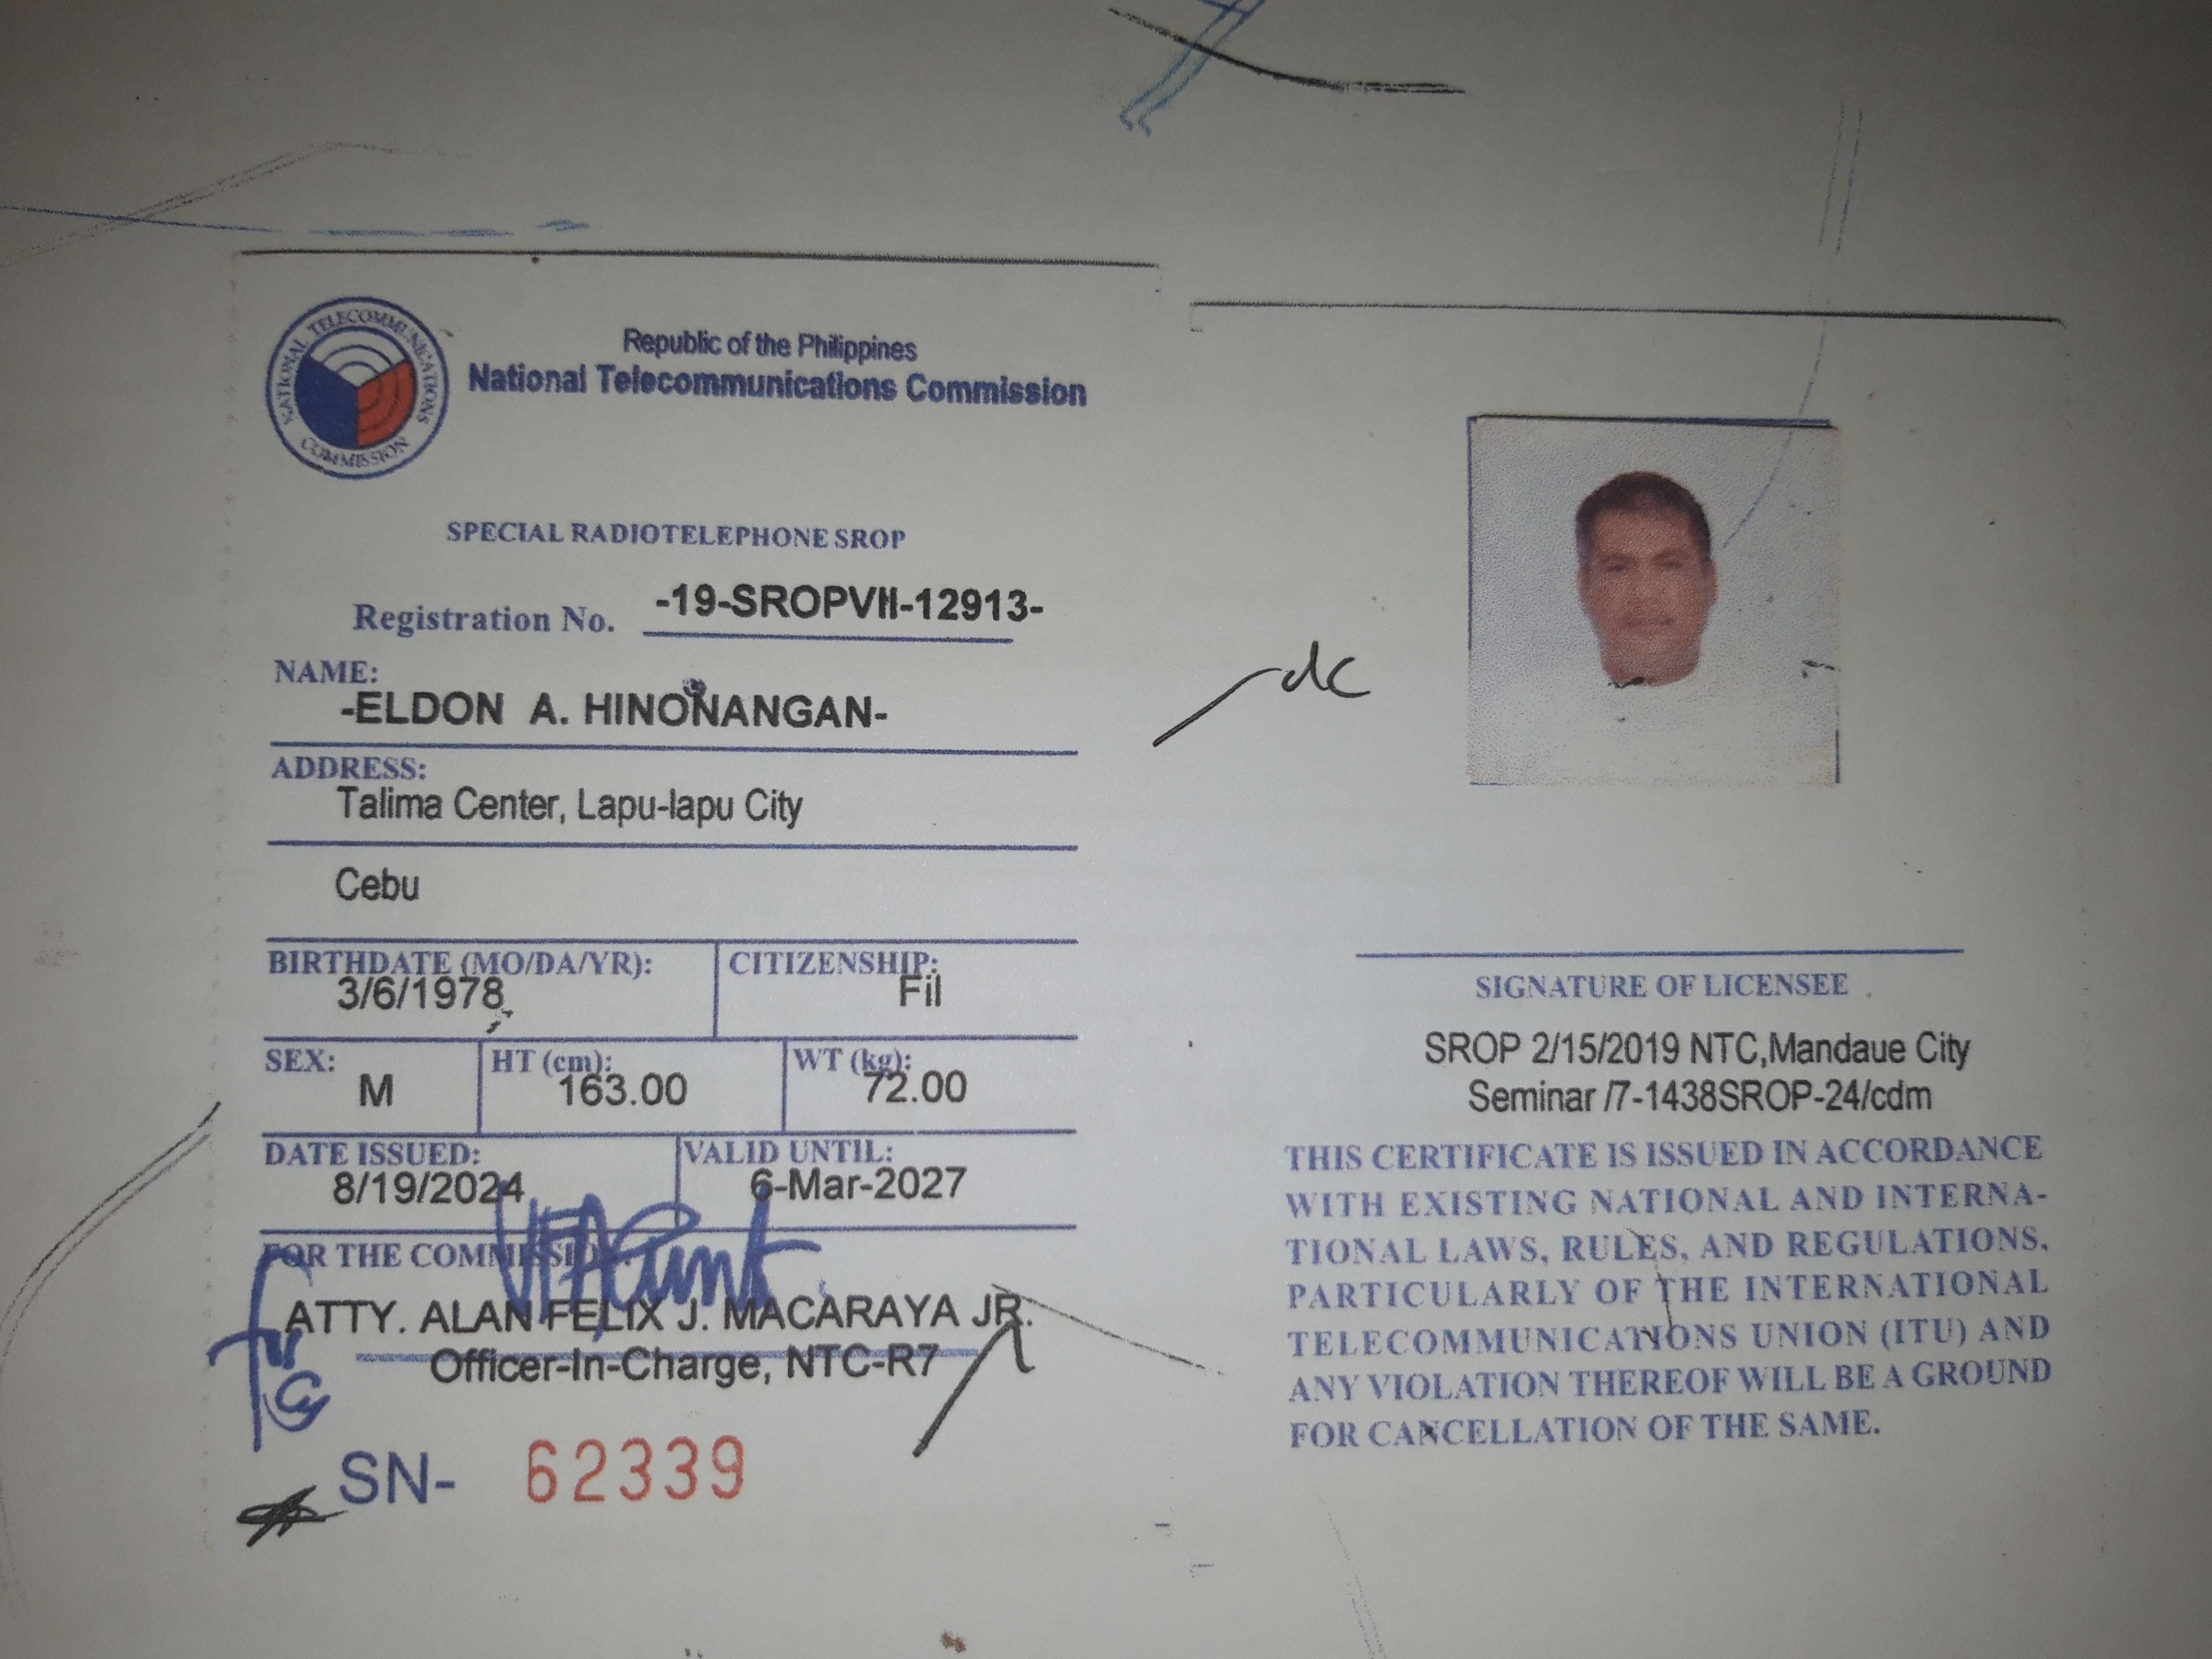 NATIONAL TELECOMMUNICATIONS COMMISSION
Republic of the Philippines
National Telecommunications Commission
SPECIAL RADIOTELEPHONE SROP
Registration No. -19-SROPVII-12913-
NAME:
-ELDON A. HINONANGAN-
ADDRESS:
Talima Center, Lapu-lapu City
Cebu
BIRTHDATE (MO/DA/YR): CITIZENSHIP:
3/6/1978 Fil
SEX: HT (cm): WT (kg):
M 163.00 72.00
DATE ISSUED: VALID UNTIL:
8/19/2024 6-Mar-2027
FOR THE COMMISSION:
ATTY. ALAN FELIX J. MACARAYA JR.
Officer-In-Charge, NTC-R7
SN- 62339
SIGNATURE OF LICENSEE
SROP 2/15/2019 NTC,Mandaue City
Seminar /7-1438SROP-24/cdm
THIS CERTIFICATE IS ISSUED IN ACCORDANCE
WITH EXISTING NATIONAL AND INTERNA-
TIONAL LAWS, RULES, AND REGULATIONS,
PARTICULARLY OF THE INTERNATIONAL
TELECOMMUNICATIONS UNION (ITU) AND
ANY VIOLATION THEREOF WILL BE A GROUND
FOR CANCELLATION OF THE SAME.